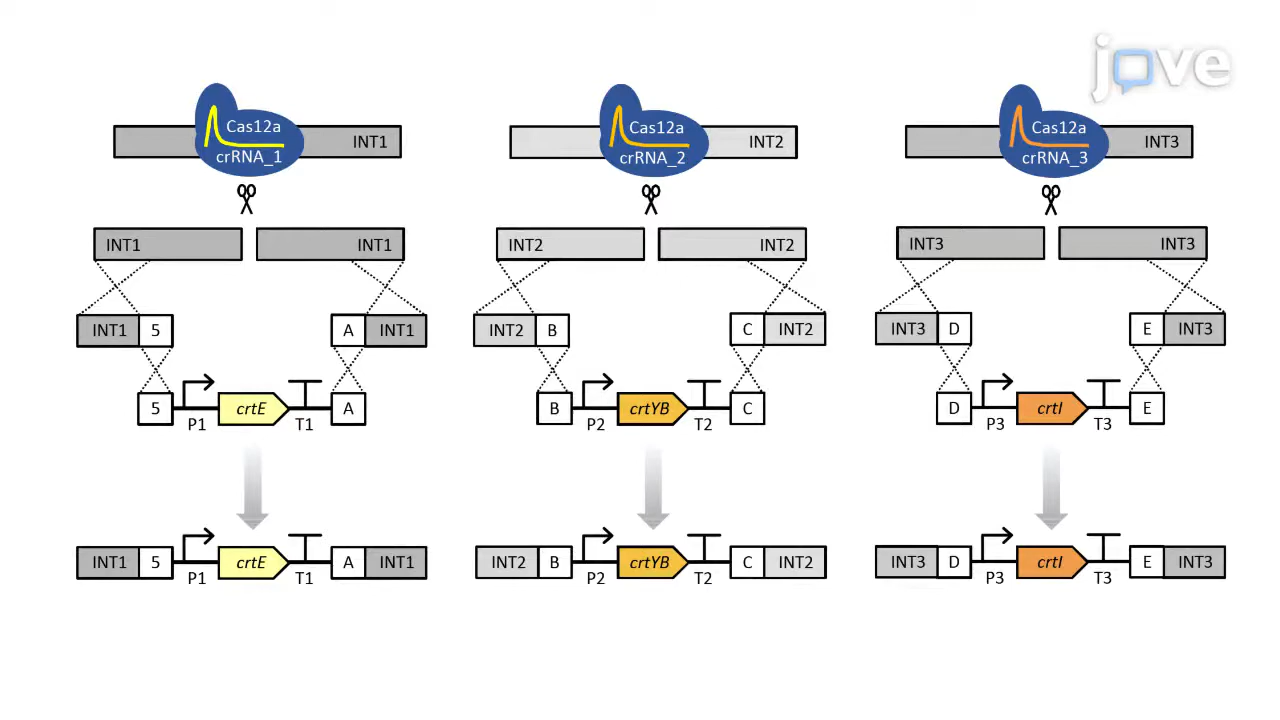 jove
Cas12a
crRNA_1
INT1
Cas12a
crRNA_2
INT2
Cas12a
crRNA_3
INT3
INT1 INT1
INT2 INT2
INT3 INT3
INT1 5 A INT1
INT2 B C INT2
INT3 D E INT3
5 P1 crtE T1 A
B P2 crtYB T2 C
D P3 crtI T3 E
INT1 5 P1 crtE T1 A INT1
INT2 B P2 crtYB T2 C INT2
INT3 D P3 crtI T3 E INT3